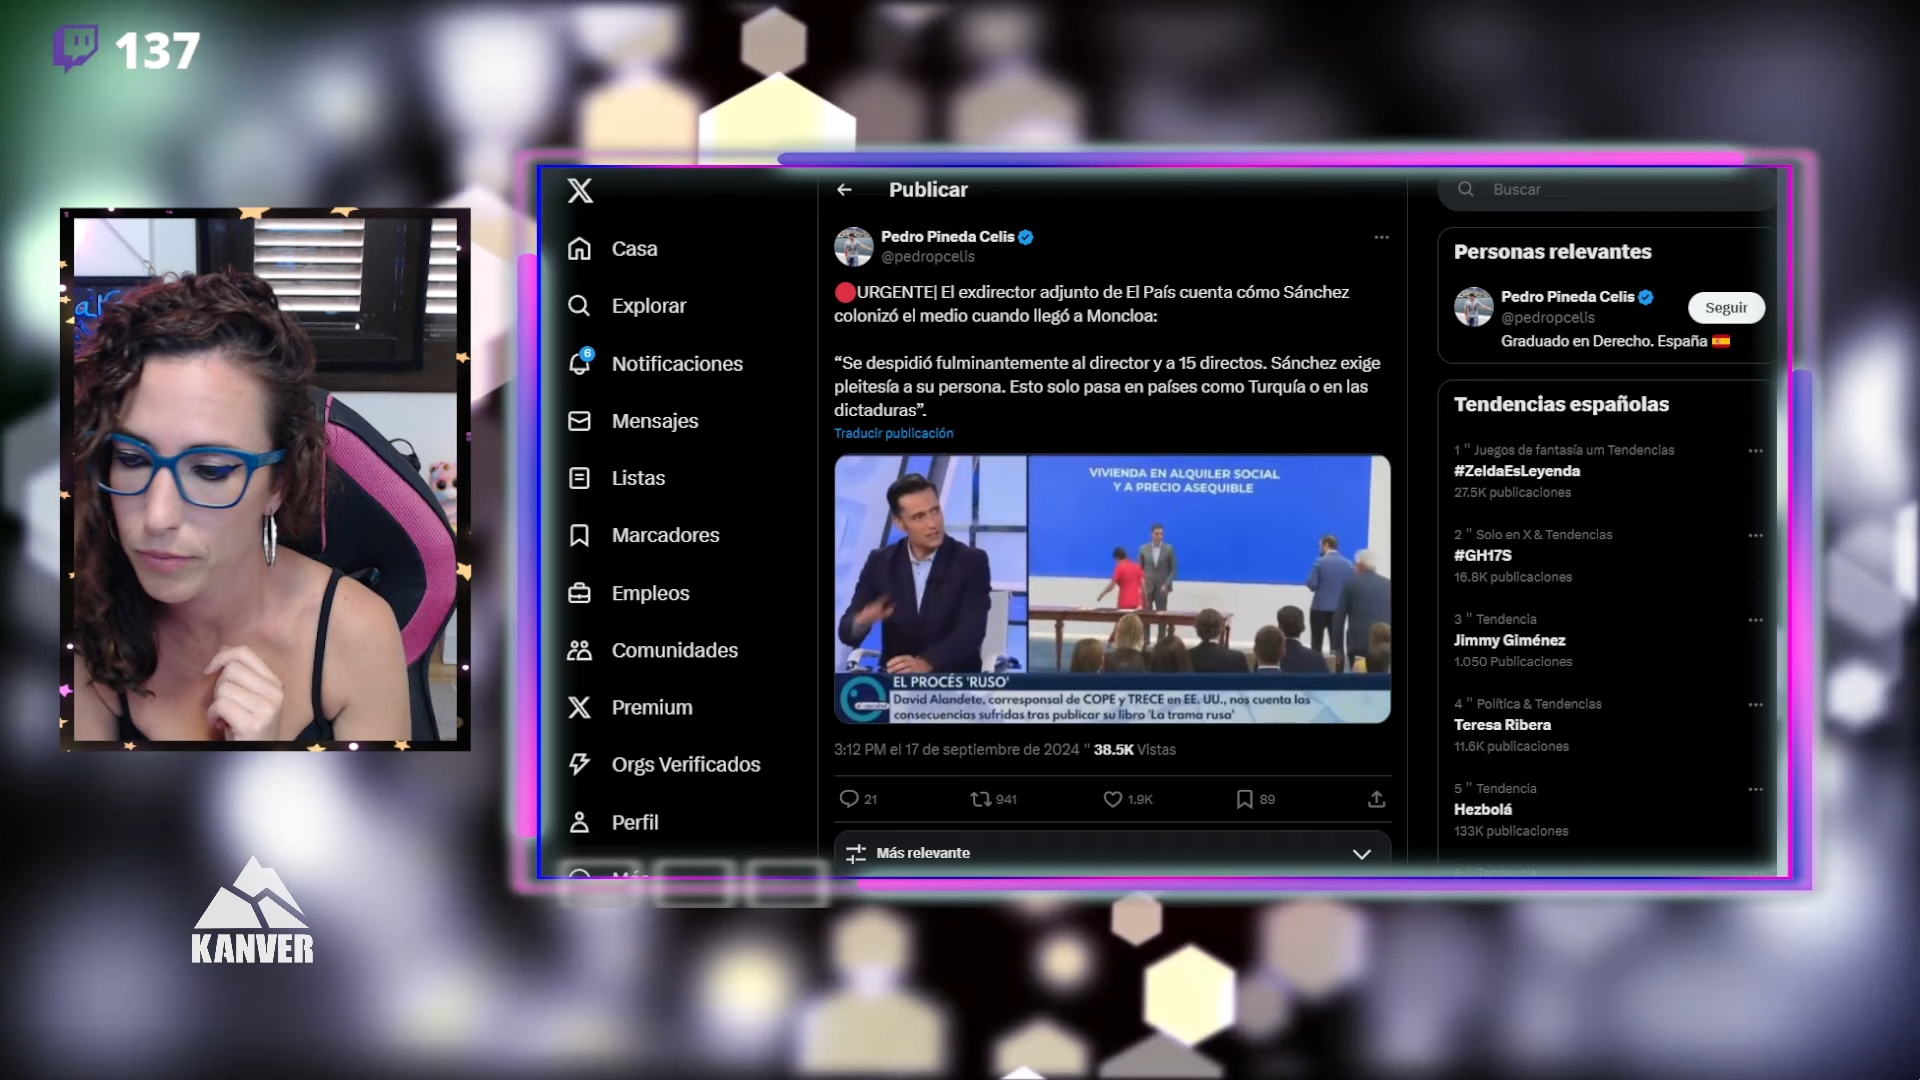 137
Publicar
Buscar
Pedro Pineda Celis
@pedropcelis
URGENTE| El exdirector adjunto de El País cuenta cómo Sánchez
colonizó el medio cuando llegó a Moncloa:
“Se despidió fulminantemente al director y a 15 directos. Sánchez exige
pleitesía a su persona. Esto solo pasa en países como Turquía o en las
dictaduras”.
Traducir publicación
VIVIENDA EN ALQUILER SOCIAL
Y A PRECIO ASEQUIBLE
EL PROCÉS 'RUSO'
David Alandete, corresponsal de COPE y TRECE en EE. UU., nos cuenta las
consecuencias sufridas tras publicar su libro 'La trama rusa'
3:12 PM el 17 de septiembre de 2024 " 38.5K Vistas
21
941
1.9K
89
Más relevante
Casa
Explorar
6
Notificaciones
Mensajes
Listas
Marcadores
Empleos
Comunidades
Premium
Orgs Verificados
Perfil
Más
Personas relevantes
Pedro Pineda Celis
@pedropcelis
Seguir
Graduado en Derecho. España
Tendencias españolas
1 " Juegos de fantasía um Tendencias
#ZeldaEsLeyenda
27.5K publicaciones
2 " Solo en X & Tendencias
#GH17S
16.8K publicaciones
3 " Tendencia
Jimmy Giménez
1.050 Publicaciones
4 " Política & Tendencias
Teresa Ribera
11.6K publicaciones
5 " Tendencia
Hezbolá
133K publicaciones
KANVER